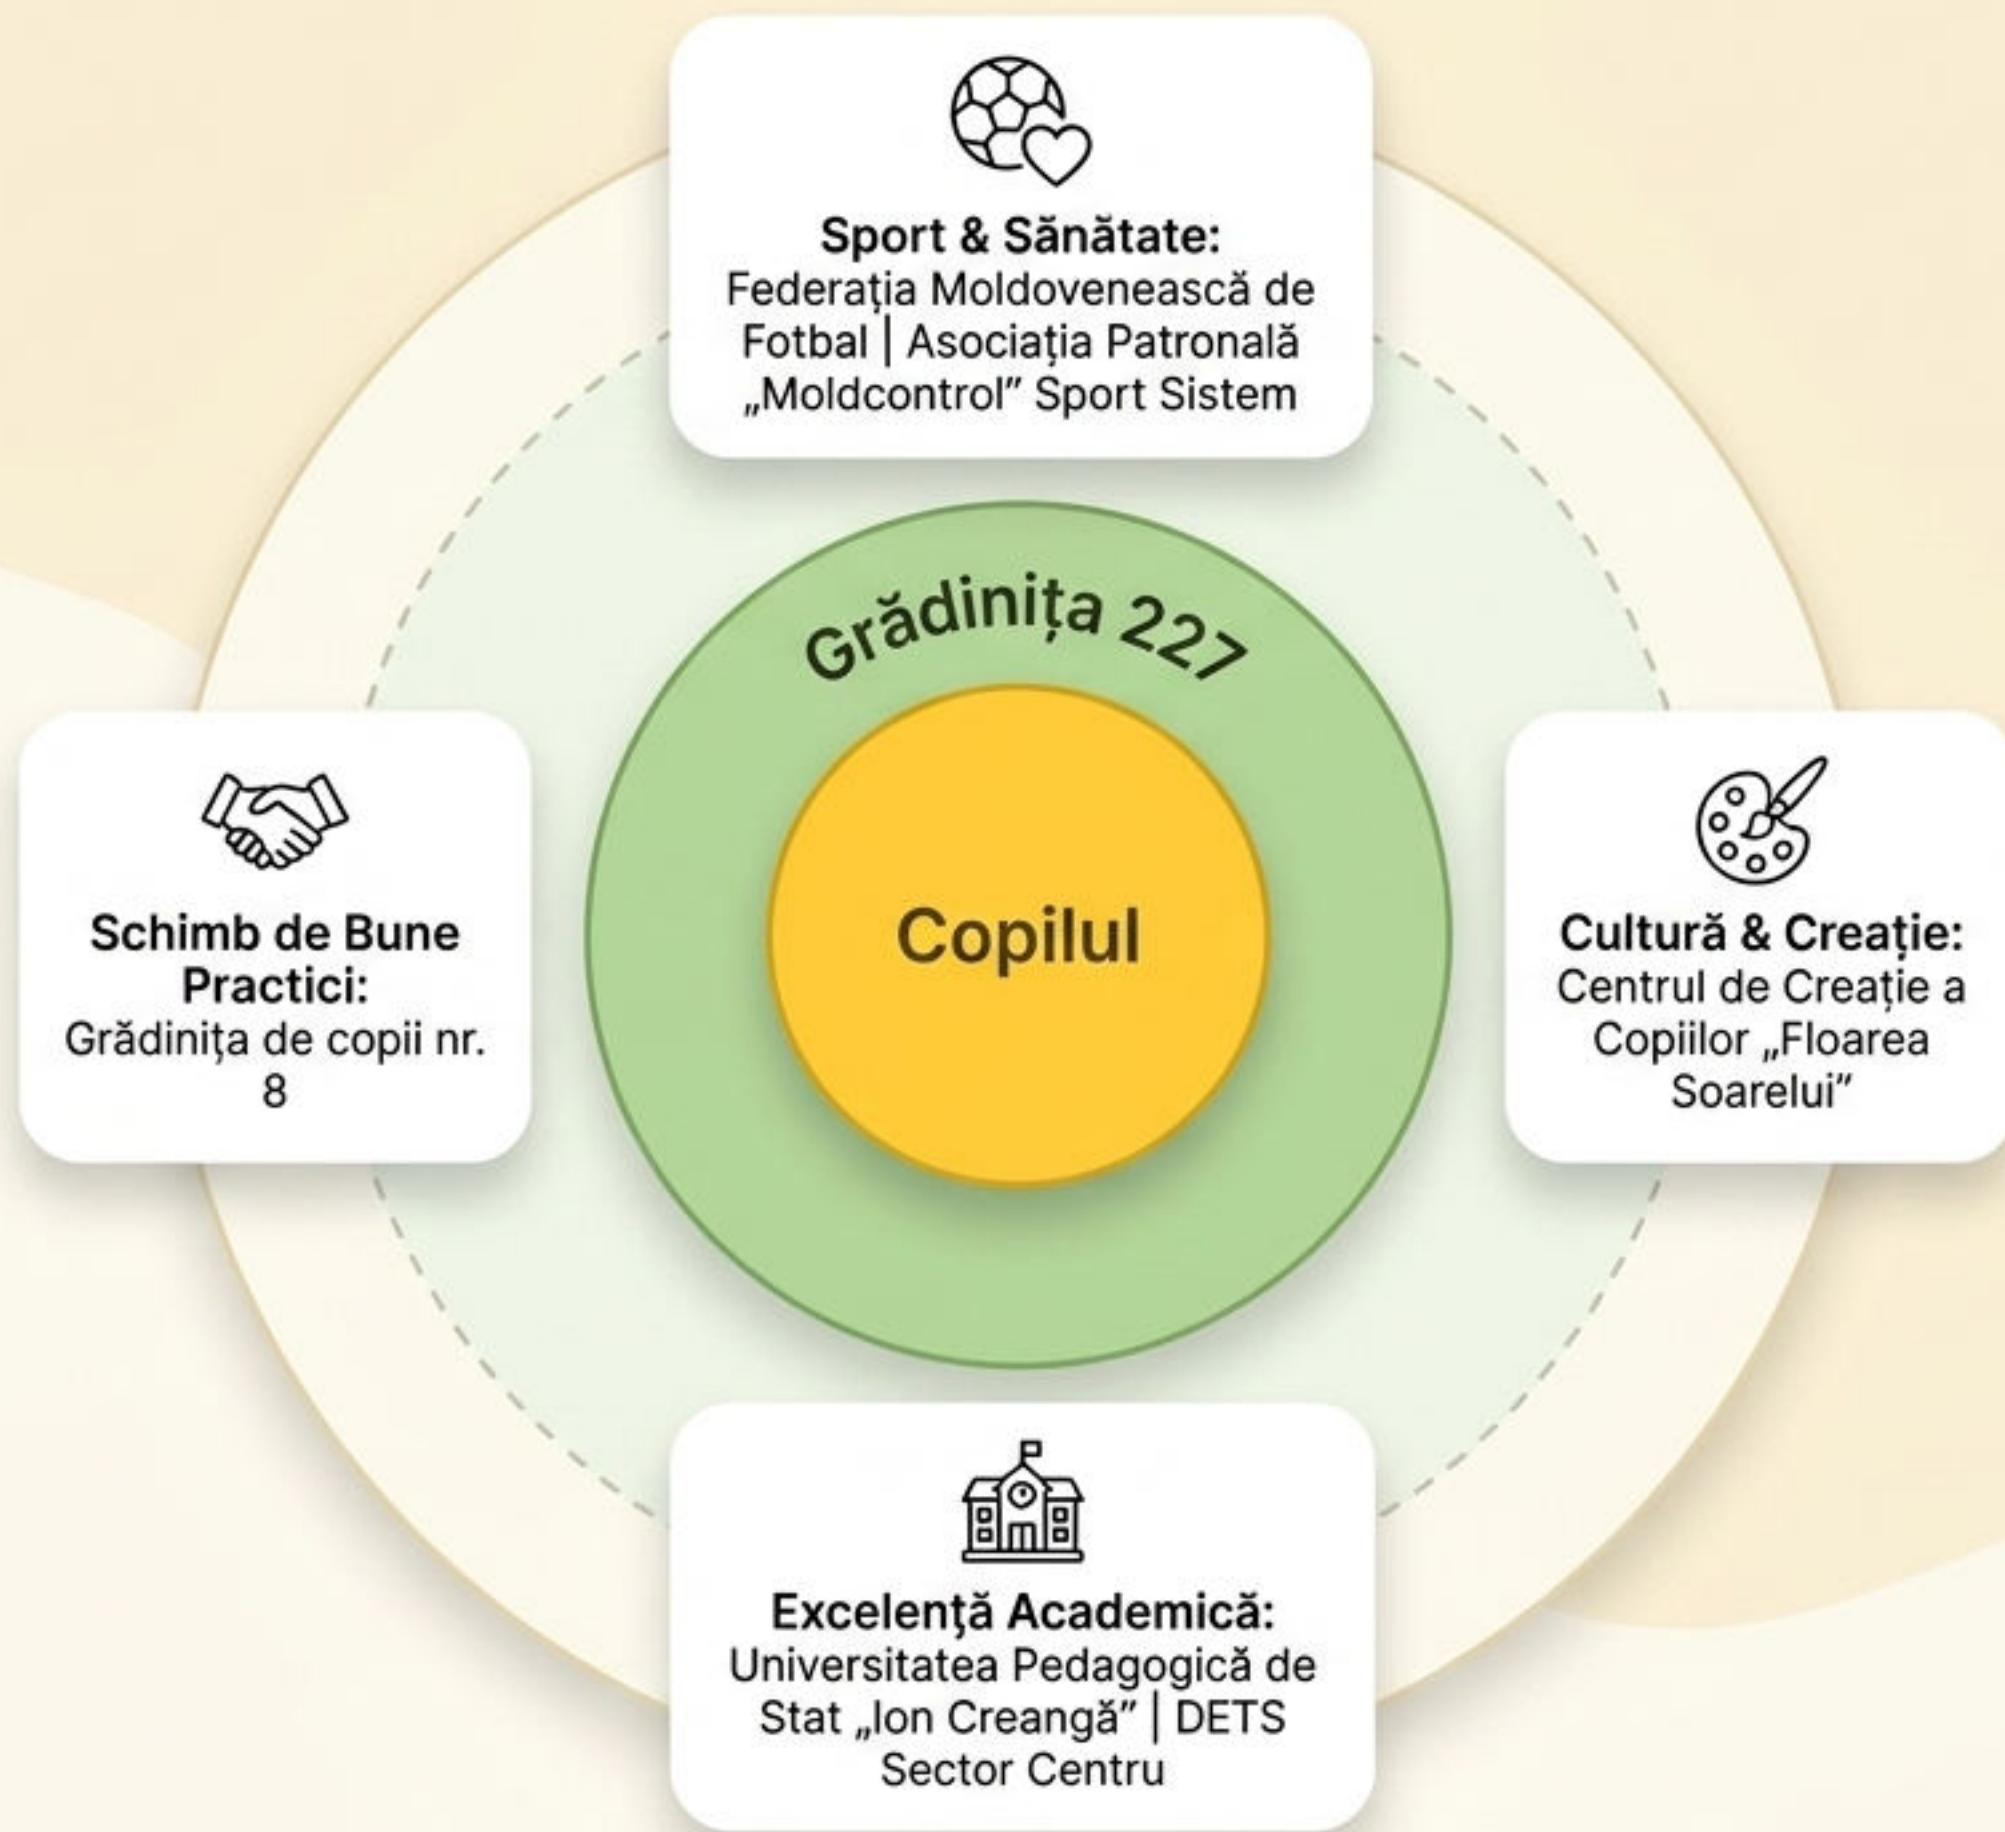 Sport & Sănătate:
Federația Moldovenească de
Fotbal | Asociația Patronală
„Moldcontrol” Sport Sistem
Grădinița 227
Copilul
Schimb de Bune
Practici:
Grădinița de copii nr.
8
Cultură & Creație:
Centrul de Creație a
Copiilor „Floarea
Soarelui”
Excelență Academică:
Universitatea Pedagogică de
Stat „Ion Creangă” | DETS
Sector Centru